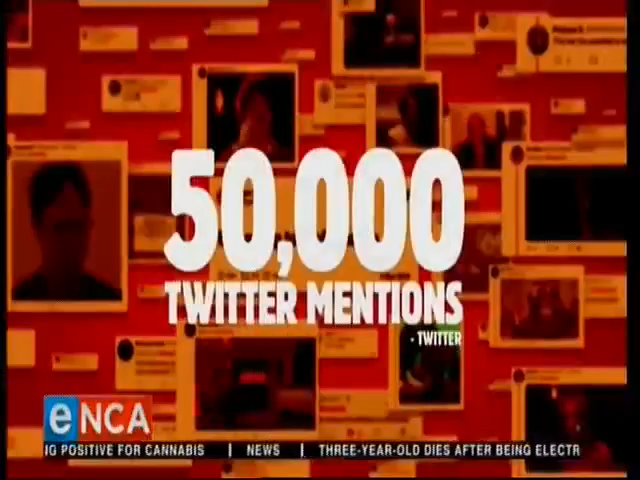 50,000
TWITTER MENTIONS
- TWITTER
eNCA
IG POSITIVE FOR CANNABIS | NEWS | THREE-YEAR-OLD DIES AFTER BEING ELECTR